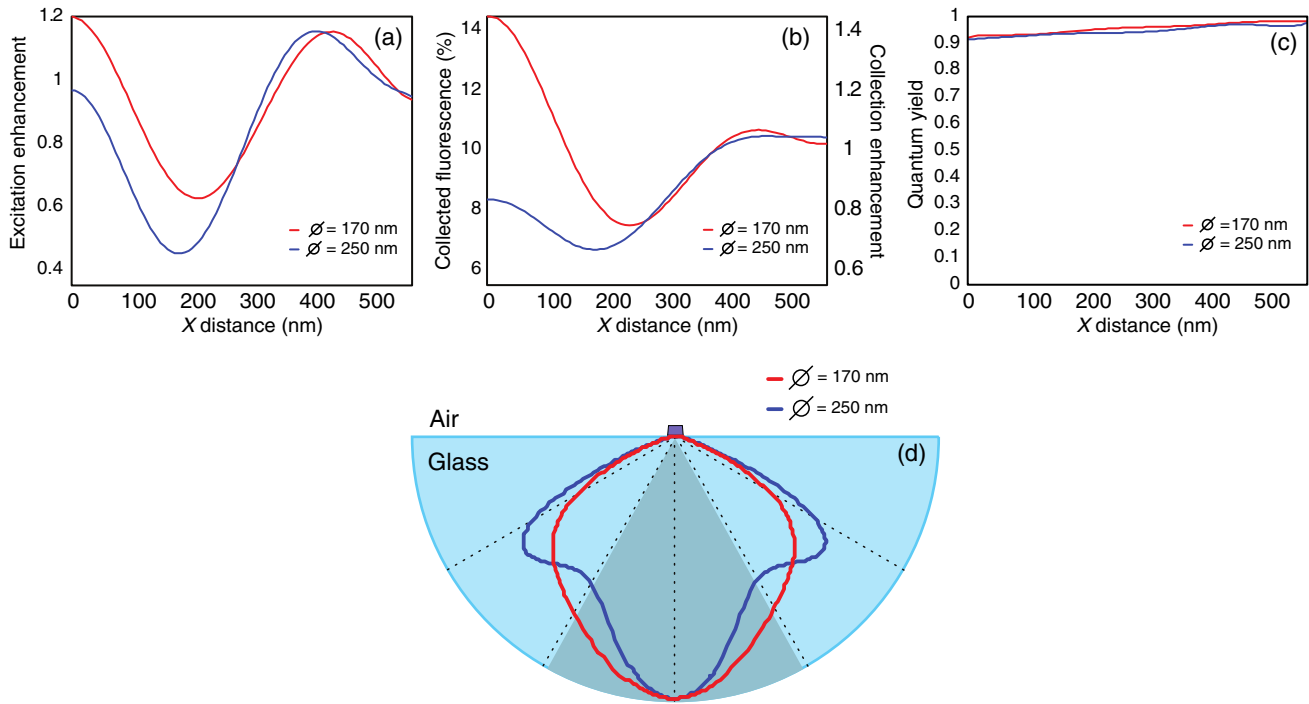 (a)
1.2
1
0.8
0.6
0.4
Excitation enhancement
Ø = 170 nm
Ø = 250 nm
0 100 200 300 400 500
X distance (nm)
(b)
14
12
10
8
6
Collected fluorescence (%)
1.4
1.2
1
0.8
0.6
Collection enhancement
Ø = 170 nm
Ø = 250 nm
0 100 200 300 400 500
X distance (nm)
(c)
1
0.9
0.8
0.7
0.6
0.5
0.4
0.3
0.2
0.1
0
Quantum yield
Ø =170 nm
Ø = 250 nm
0 100 200 300 400 500
X distance (nm)
Ø = 170 nm
Ø = 250 nm
Air
Glass
(d)